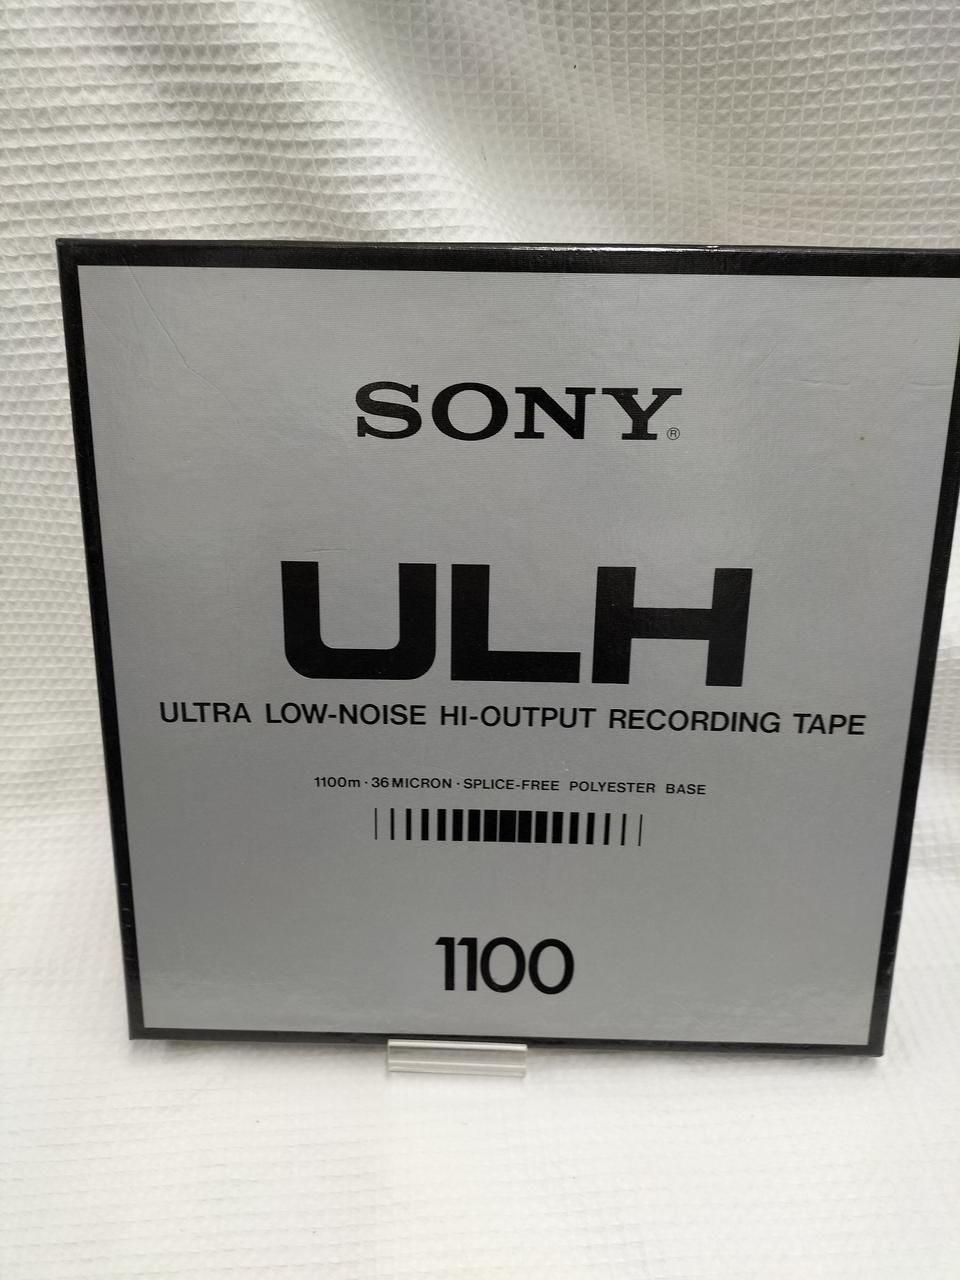 SONY®
ULH
ULTRA LOW-NOISE HI-OUTPUT RECORDING TAPE
1100m · 36 MICRON · SPLICE-FREE POLYESTER BASE
1100